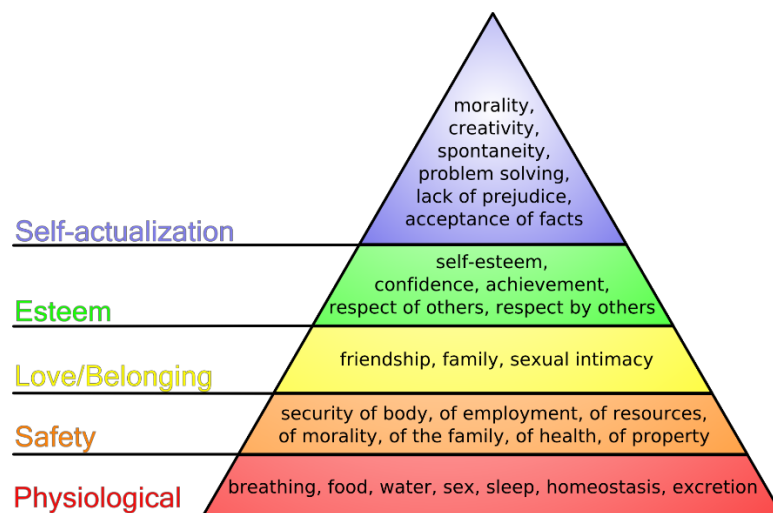 morality,
creativity,
spontaneity,
problem solving,
lack of prejudice,
acceptance of facts
Self-actualization
self-esteem,
confidence, achievement,
respect of others, respect by others
Esteem
friendship, family, sexual intimacy
Love/Belonging
security of body, of employment, of resources,
of morality, of the family, of health, of property
Safety
breathing, food, water, sex, sleep, homeostasis, excretion
Physiological